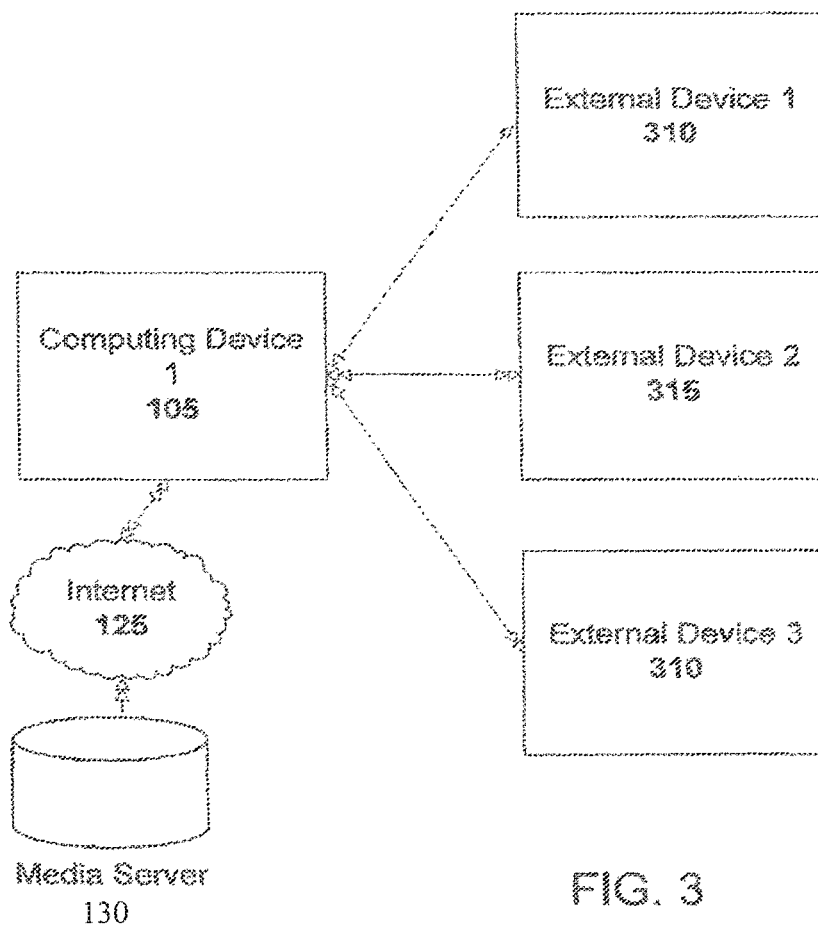 External Device 1
310
Computing Device
1
105
External Device 2
315
Internet
125
External Device 3
310
Media Server
130
FIG. 3